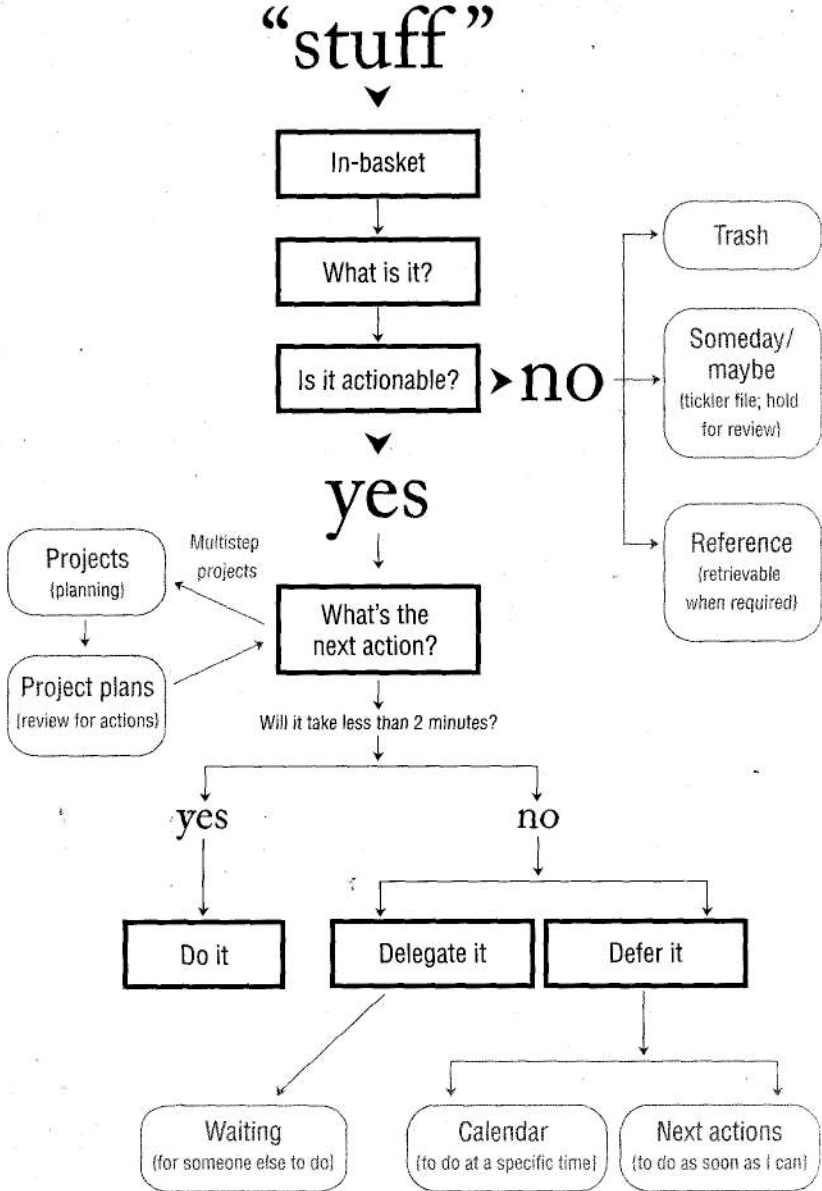 “stuff”
In-basket
What is it?
Is it actionable?
no
Trash
Someday/
maybe
(tickler file; hold
for review)
Reference
(retrievable
when required)
yes
Multistep
projects
Projects
(planning)
Project plans
(review for actions)
What's the
next action?
Will it take less than 2 minutes?
yes
no
Do it
Delegate it
Defer it
Waiting
(for someone else to do)
Calendar
(to do at a specific time)
Next actions
(to do as soon as I can)